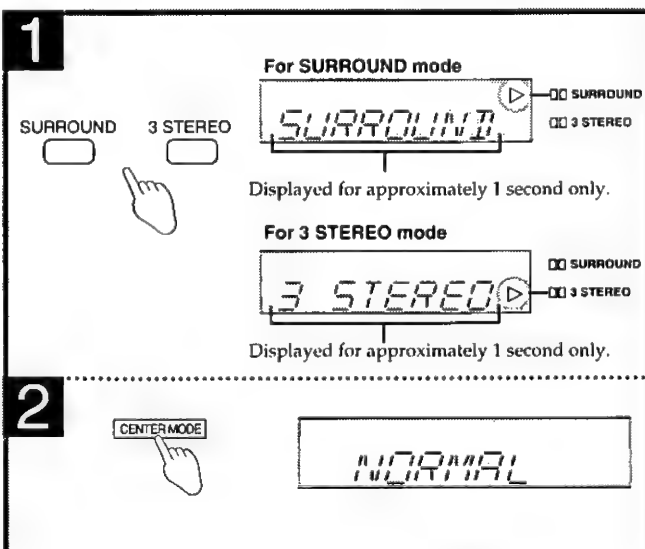 1
For SURROUND mode
SURROUND 3 STEREO
SURROUND
SURROUND
3 STEREO
Displayed for approximately 1 second only.
For 3 STEREO mode
3 STEREO
SURROUND
3 STEREO
Displayed for approximately 1 second only.
2
CENTER MODE
NORMAL